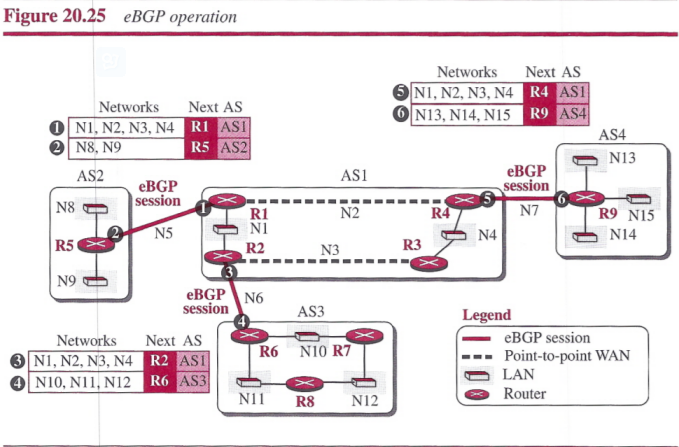 Figure 20.25 eBGP operation
Networks Next AS
1 N1, N2, N3, N4 R1 AS1
2 N8, N9 R5 AS2
Networks Next AS
5 N1, N2, N3, N4 R4 AS1
6 N13, N14, N15 R9 AS4
AS2
N8
R5
2
N9
eBGP
session
N5
AS1
1
R1
N1
R2
3
N2
N3
R4
5
R3
N4
eBGP
session
N7
AS4
N13
6
R9
N15
N14
eBGP
session
N6
4
AS3
R6
N10
R7
N11
R8
N12
Networks Next AS
3 N1, N2, N3, N4 R2 AS1
4 N10, N11, N12 R6 AS3
Legend
eBGP session
Point-to-point WAN
LAN
Router